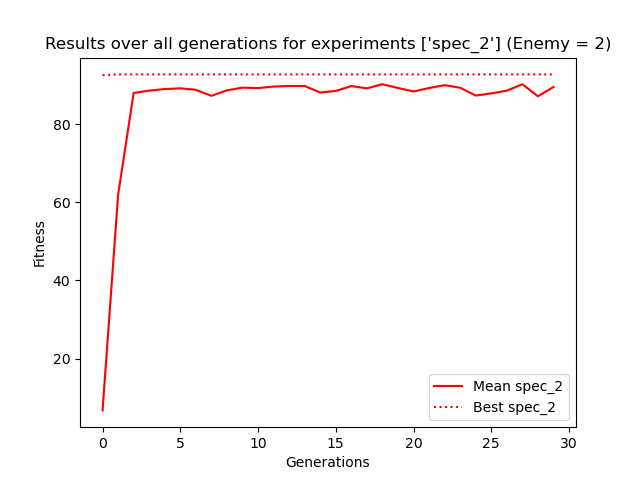 Results over all generations for experiments ['spec_2'] (Enemy = 2)
80
60
40
20
Fitness
Mean spec_2
Best spec_2
0 5 10 15 20 25 30
Generations